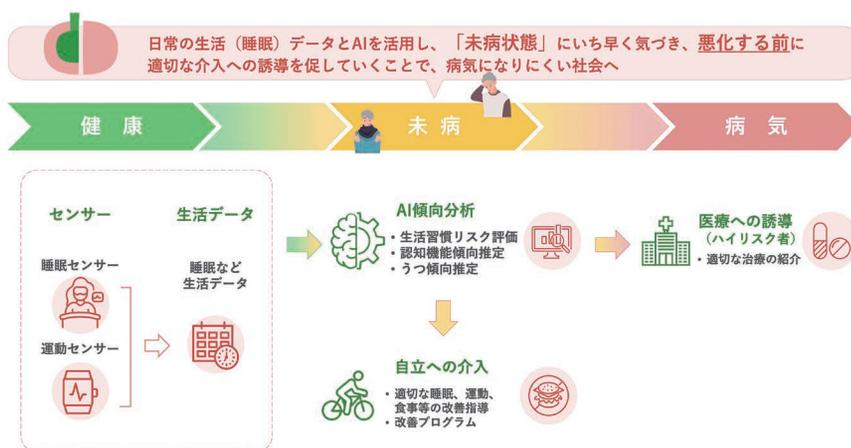 日常の生活（睡眠）データとAIを活用し、「未病状態」にいち早く気づき、悪化する前に
適切な介入への誘導を促していくことで、病気になりにくい社会へ
健 康
未 病
病 気
センサー
生活データ
睡眠センサー
運動センサー
睡眠など
生活データ
AI傾向分析
・生活習慣リスク評価
・認知機能傾向推定
・うつ傾向推定
医療への誘導
（ハイリスク者）
・適切な治療の紹介
自立への介入
・適切な睡眠、運動、
食事等の改善指導
・改善プログラム